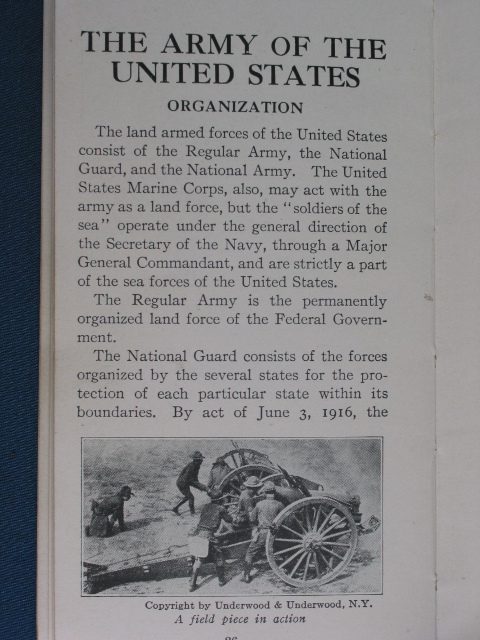 THE ARMY OF THE
UNITED STATES
ORGANIZATION
The land armed forces of the United States
consist of the Regular Army, the National
Guard, and the National Army. The United
States Marine Corps, also, may act with the
army as a land force, but the "soldiers of the
sea" operate under the general direction of
the Secretary of the Navy, through a Major
General Commandant, and are strictly a part
of the sea forces of the United States.
The Regular Army is the permanently
organized land force of the Federal Govern-
ment.
The National Guard consists of the forces
organized by the several states for the pro-
tection of each particular state within its
boundaries. By act of June 3, 1916, the
Copyright by Underwood & Underwood, N.Y.
A field piece in action